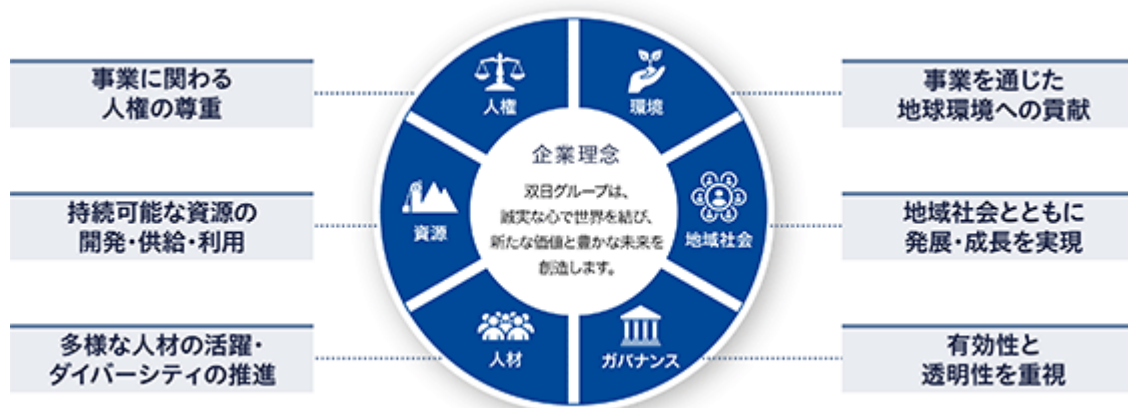 事業に関わる
人権の尊重
持続可能な資源の
開発・供給・利用
多様な人材の活躍・
ダイバーシティの推進
人権
環境
資源
地域社会
人材
ガバナンス
企業理念
双日グループは、
誠実な心で世界を結び、
新たな価値と豊かな未来を
創造します。
事業を通じた
地球環境への貢献
地域社会とともに
発展・成長を実現
有効性と
透明性を重視